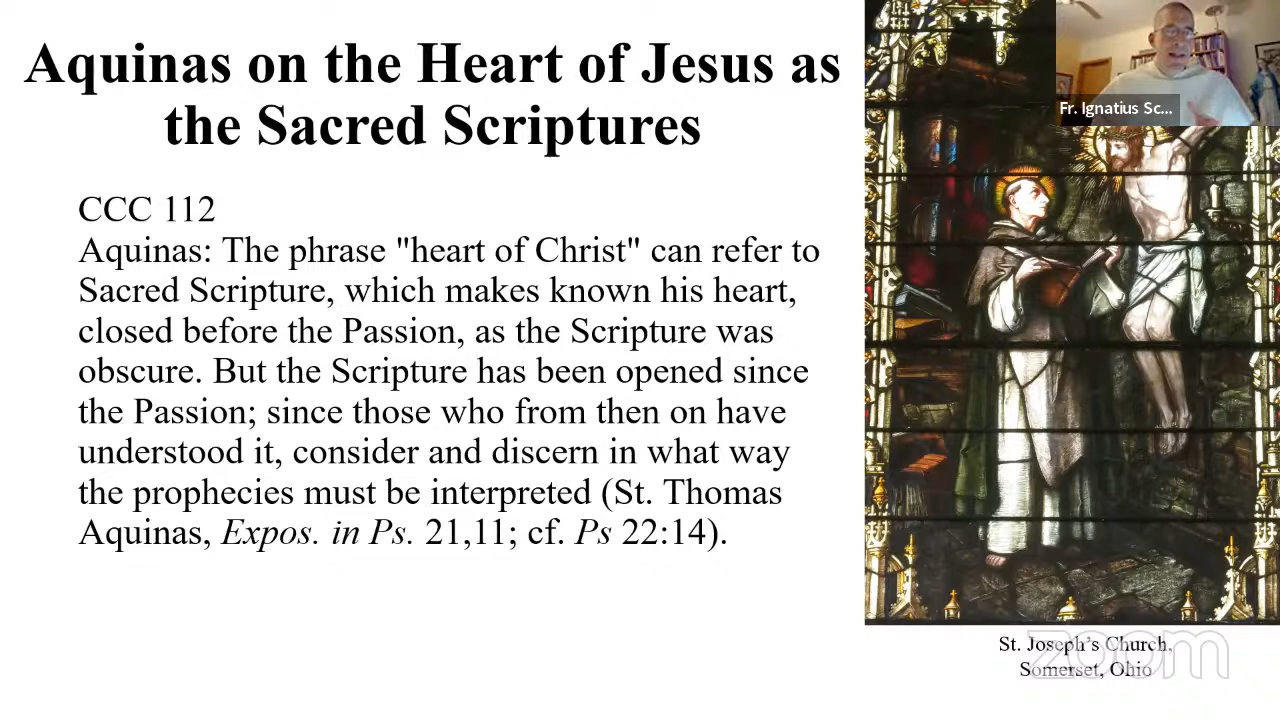 Aquinas on the Heart of Jesus as
the Sacred Scriptures
CCC 112
Aquinas: The phrase "heart of Christ" can refer to
Sacred Scripture, which makes known his heart,
closed before the Passion, as the Scripture was
obscure. But the Scripture has been opened since
the Passion; since those who from then on have
understood it, consider and discern in what way
the prophecies must be interpreted (St. Thomas
Aquinas, Expos. in Ps. 21,11; cf. Ps 22:14).
Fr. Ignatius Sc...
St. Joseph's Church,
Somerset, Ohio
zoom